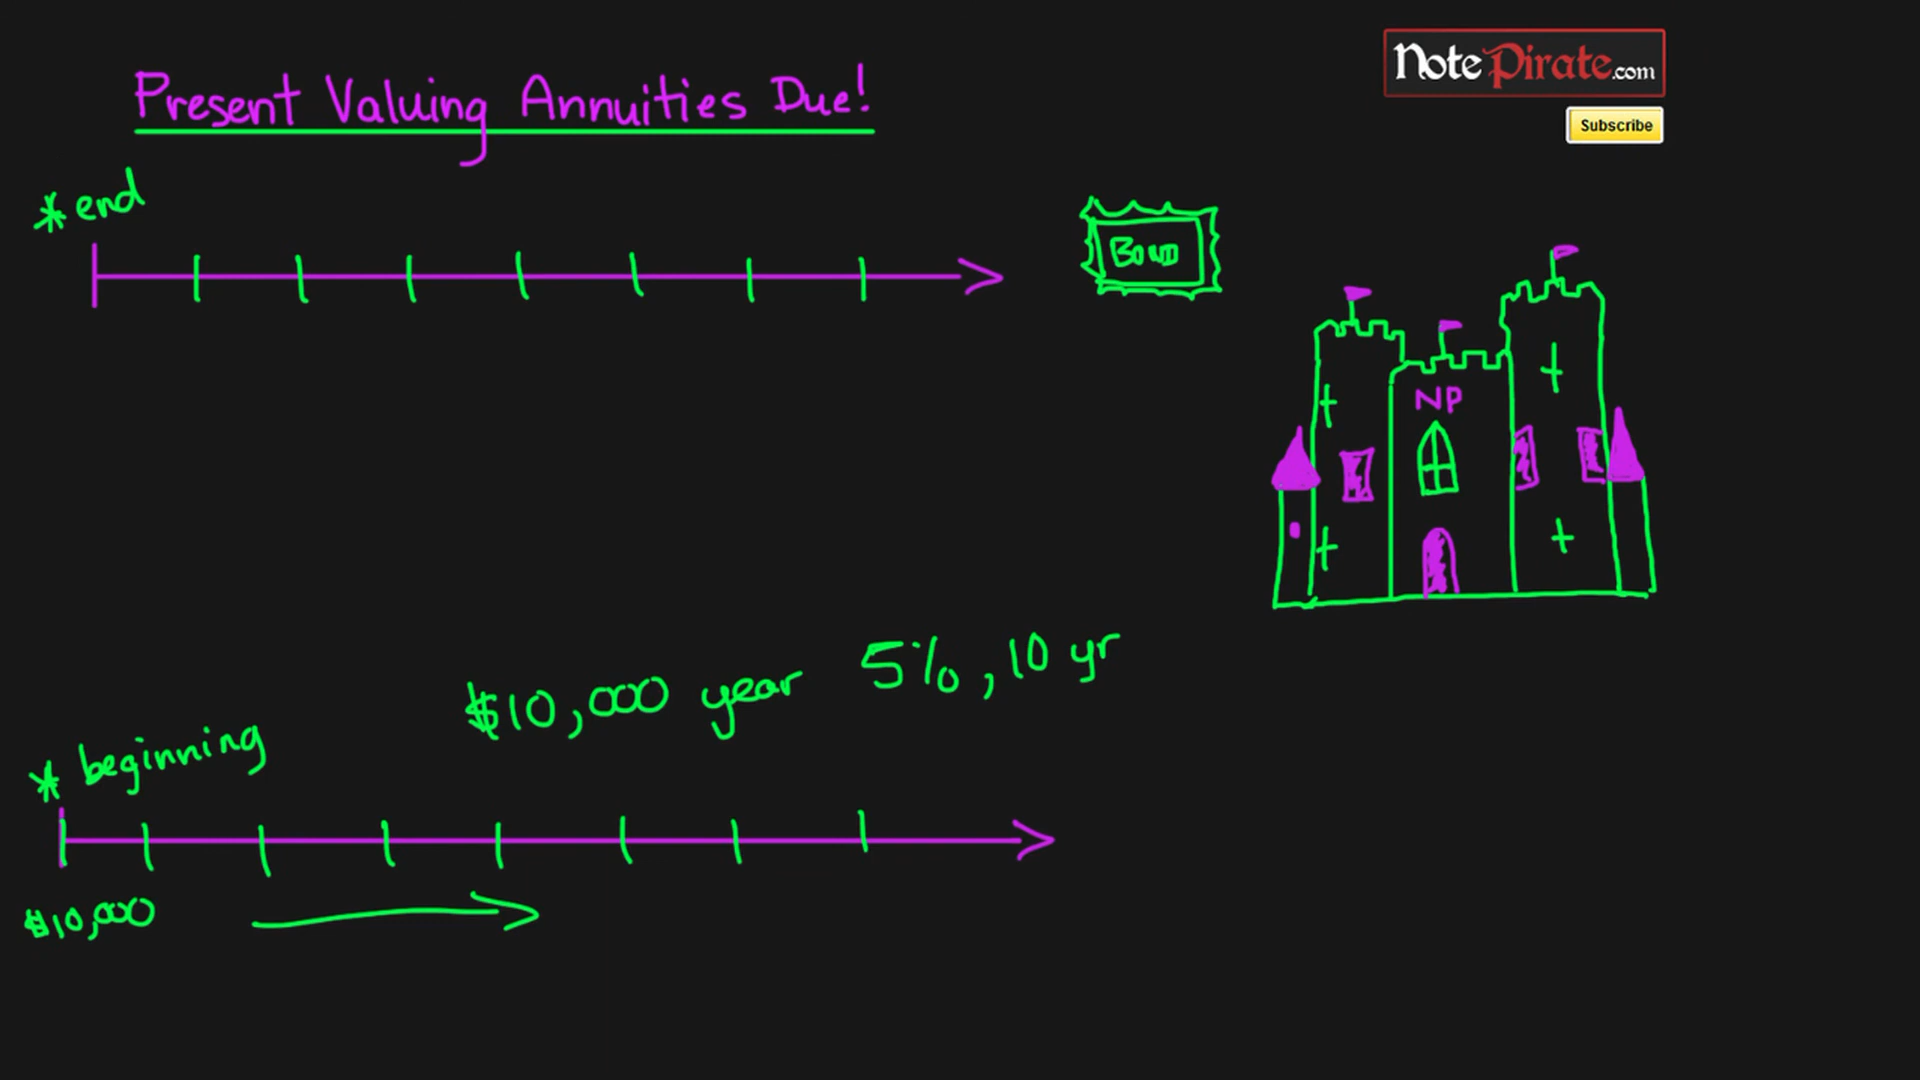 NotePirate.com
Subscribe
Present Valuing Annuities Due!
* end
Bond
NP
$10,000 year 5%, 10 yr
* beginning
$10,000